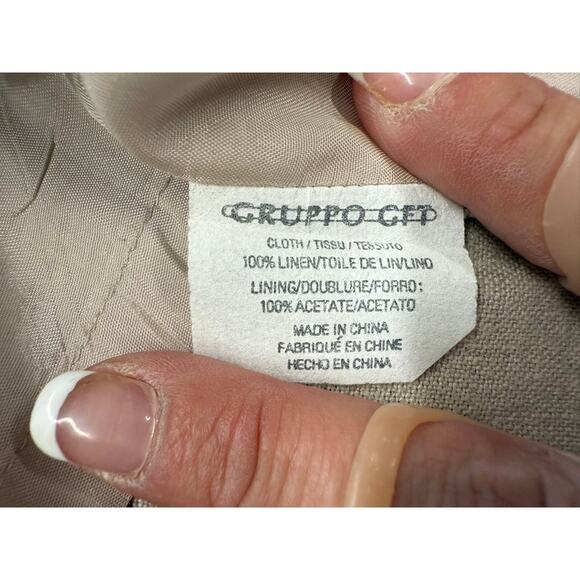 GRUPPO GFT
CLOTH / TISSU / TESSUTO
100% LINEN/TOILE DE LIN/LINO
LINING/DOUBLURE/FORRO:
100% ACETATE/ACETATO
MADE IN CHINA
FABRIQUÉ EN CHINE
HECHO EN CHINA